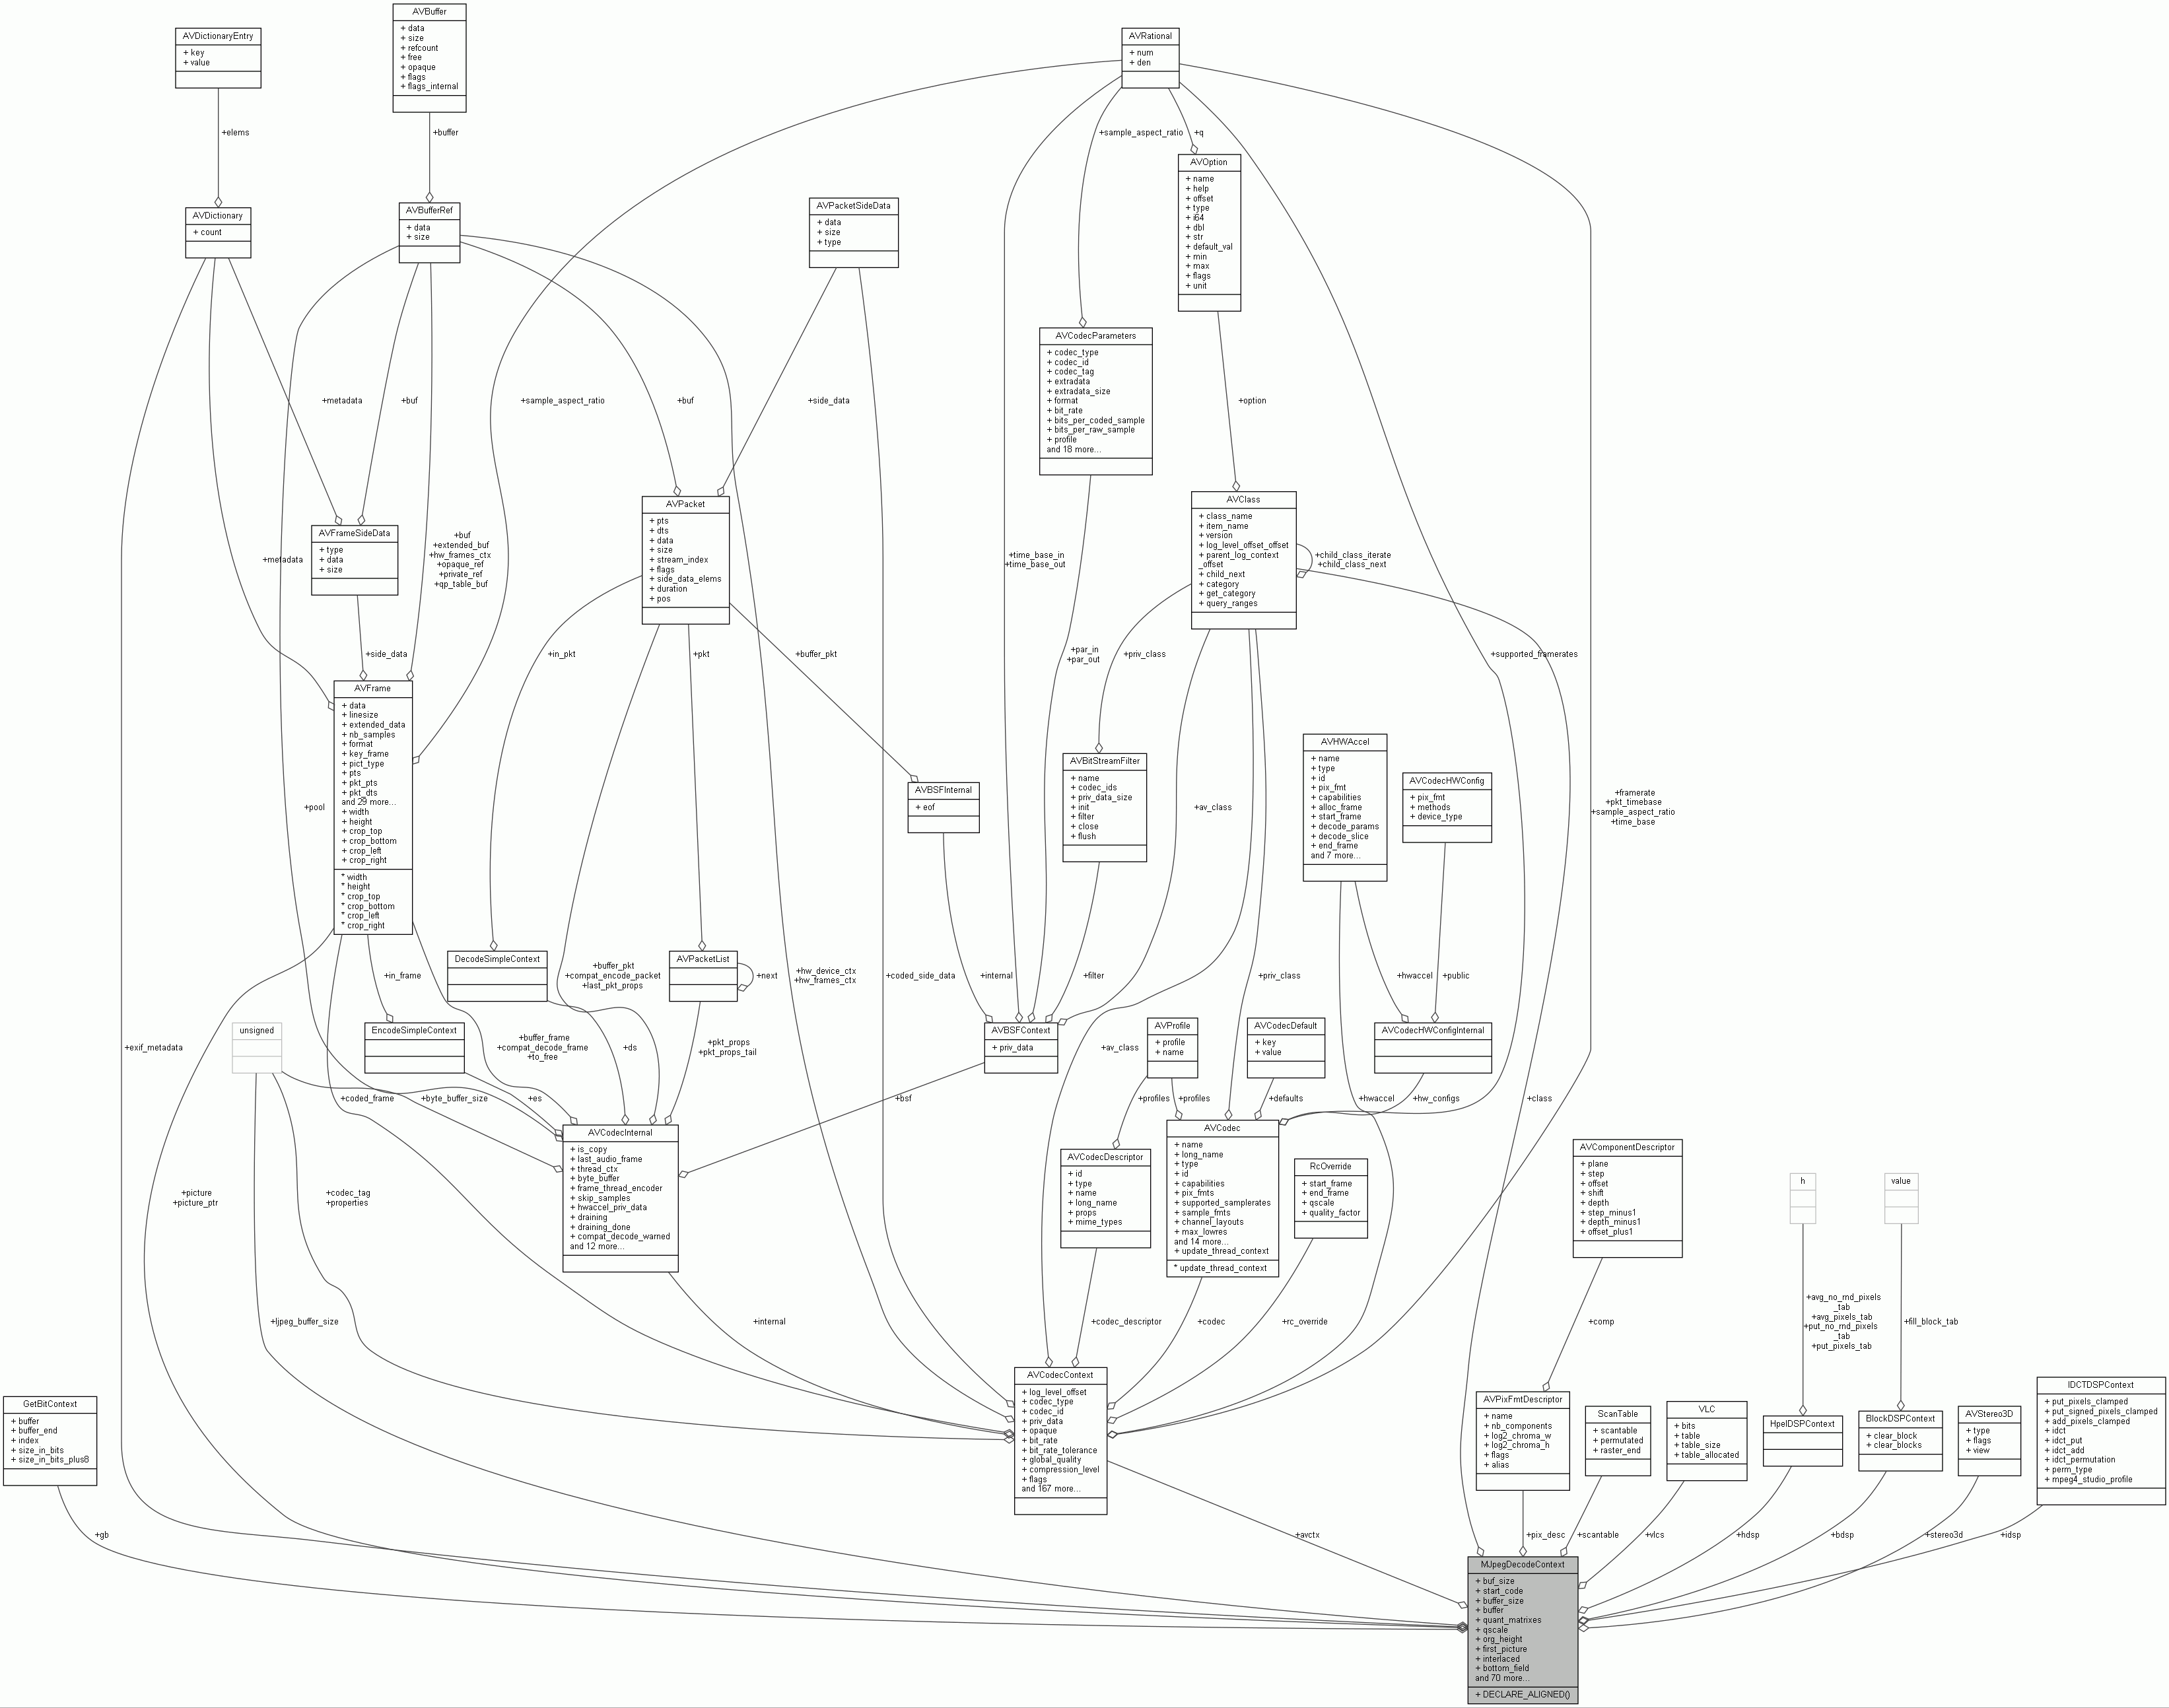 AVBuffer
+ data
+ size
+ refcount
+ free
+ opaque
+ flags
+ flags_internal
AVDictionaryEntry
+ key
+ value
AVRational
+ num
+ den
+elems
+buffer
+sample_aspect_ratio
+q
AVOption
+ name
+ help
+ offset
+ type
+ i64
+ dbl
+ str
+ default_val
+ min
+ max
+ flags
+ unit
AVDictionary
+ count
AVBufferRef
+ data
+ size
AVPacketSideData
+ data
+ size
+ type
AVCodecParameters
+ codec_type
+ codec_id
+ codec_tag
+ extradata
+ extradata_size
+ format
+ bit_rate
+ bits_per_coded_sample
+ bits_per_raw_sample
+ profile
and 18 more...
+metadata
+buf
+sample_aspect_ratio
+buf
+side_data
+option
AVPacket
+ pts
+ dts
+ data
+ size
+ stream_index
+ flags
+ side_data_elems
+ duration
+ pos
AVClass
+ class_name
+ item_name
+ version
+ log_level_offset_offset
+ parent_log_context
_offset
+ child_next
+ category
+ get_category
+ query_ranges
+child_class_iterate
+child_class_next
AVFrameSideData
+ type
+ data
+ size
+metadata
+buf
+extended_buf
+hw_frames_ctx
+opaque_ref
+private_ref
+qp_table_buf
+time_base_in
+time_base_out
+side_data
+in_pkt
+pkt
+buffer_pkt
+par_in
+par_out
+priv_class
+supported_framerates
AVFrame
+ data
+ linesize
+ extended_data
+ nb_samples
+ format
+ key_frame
+ pict_type
+ pts
+ pkt_pts
+ pkt_dts
and 29 more...
+ width
+ height
+ crop_top
+ crop_bottom
+ crop_left
+ crop_right
* width
* height
* crop_top
* crop_bottom
* crop_left
* crop_right
AVHWAccel
+ name
+ type
+ id
+ pix_fmt
+ capabilities
+ alloc_frame
+ start_frame
+ decode_params
+ decode_slice
+ end_frame
and 7 more...
AVBitStreamFilter
+ name
+ codec_ids
+ priv_data_size
+ init
+ filter
+ close
+ flush
AVCodecHWConfig
+ pix_fmt
+ methods
+ device_type
AVBSFInternal
+ eof
+pool
+av_class
+framerate
+pkt_timebase
+sample_aspect_ratio
+time_base
DecodeSimpleContext
AVPacketList
+next
+in_frame
+buffer_pkt
+compat_encode_packet
+last_pkt_props
+hw_device_ctx
+hw_frames_ctx
+coded_side_data
+internal
+filter
+priv_class
+hwaccel
+public
unsigned
EncodeSimpleContext
AVBSFContext
+ priv_data
AVProfile
+ profile
+ name
AVCodecDefault
+ key
+ value
AVCodecHWConfigInternal
+exif_metadata
+buffer_frame
+compat_decode_frame
+to_free
+ds
+pkt_props
+pkt_props_tail
+av_class
+coded_frame
+byte_buffer_size
+es
+bsf
+profiles
+profiles
+defaults
+hwaccel
+hw_configs
+class
AVCodecInternal
+ is_copy
+ last_audio_frame
+ thread_ctx
+ byte_buffer
+ frame_thread_encoder
+ skip_samples
+ hwaccel_priv_data
+ draining
+ draining_done
+ compat_decode_warned
and 12 more...
AVCodecDescriptor
+ id
+ type
+ name
+ long_name
+ props
+ mime_types
AVCodec
+ name
+ long_name
+ type
+ id
+ capabilities
+ pix_fmts
+ supported_samplerates
+ sample_fmts
+ channel_layouts
+ max_lowres
and 14 more...
+ update_thread_context
* update_thread_context
RcOverride
+ start_frame
+ end_frame
+ qscale
+ quality_factor
AVComponentDescriptor
+ plane
+ step
+ offset
+ shift
+ depth
+ step_minus1
+ depth_minus1
+ offset_plus1
h
value
+picture
+picture_ptr
+codec_tag
+properties
+ljpeg_buffer_size
+internal
+codec_descriptor
+codec
+rc_override
+comp
+avg_no_rnd_pixels
_tab
+avg_pixels_tab
+put_no_rnd_pixels
_tab
+put_pixels_tab
+fill_block_tab
GetBitContext
+ buffer
+ buffer_end
+ index
+ size_in_bits
+ size_in_bits_plus8
AVCodecContext
+ log_level_offset
+ codec_type
+ codec_id
+ priv_data
+ opaque
+ bit_rate
+ bit_rate_tolerance
+ global_quality
+ compression_level
+ flags
and 167 more...
AVPixFmtDescriptor
+ name
+ nb_components
+ log2_chroma_w
+ log2_chroma_h
+ flags
+ alias
ScanTable
+ scantable
+ permutated
+ raster_end
VLC
+ bits
+ table
+ table_size
+ table_allocated
HpelDSPContext
BlockDSPContext
+ clear_block
+ clear_blocks
AVStereo3D
+ type
+ flags
+ view
IDCTDSPContext
+ put_pixels_clamped
+ put_signed_pixels_clamped
+ add_pixels_clamped
+ idct
+ idct_put
+ idct_add
+ idct_permutation
+ perm_type
+ mpeg4_studio_profile
+gb
+avctx
+pix_desc
+scantable
+vlcs
+hdsp
+bdsp
+stereo3d
+idsp
MJpegDecodeContext
+ buf_size
+ start_code
+ buffer_size
+ buffer
+ quant_matrixes
+ qscale
+ org_height
+ first_picture
+ interlaced
+ bottom_field
and 70 more...
+ DECLARE_ALIGNED()